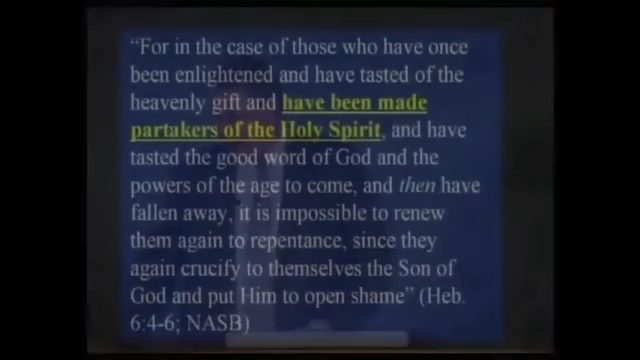 “For in the case of those who have once
been enlightened and have tasted of the
heavenly gift and have been made
partakers of the Holy Spirit, and have
tasted the good word of God and the
powers of the age to come, and then have
fallen away, it is impossible to renew
them again to repentance, since they
again crucify to themselves the Son of
God and put Him to open shame” (Heb.
6:4-6; NASB)